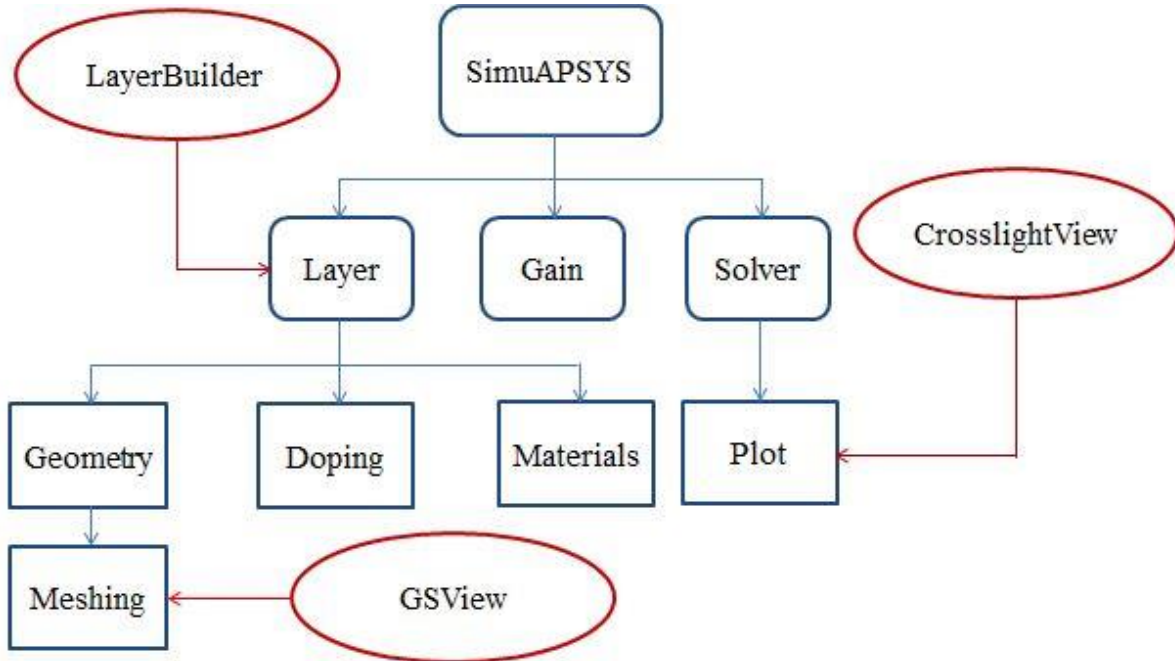 LayerBuilder
SimuAPSYS
CrosslightView
Layer
Gain
Solver
Geometry
Doping
Materials
Plot
Meshing
GSView